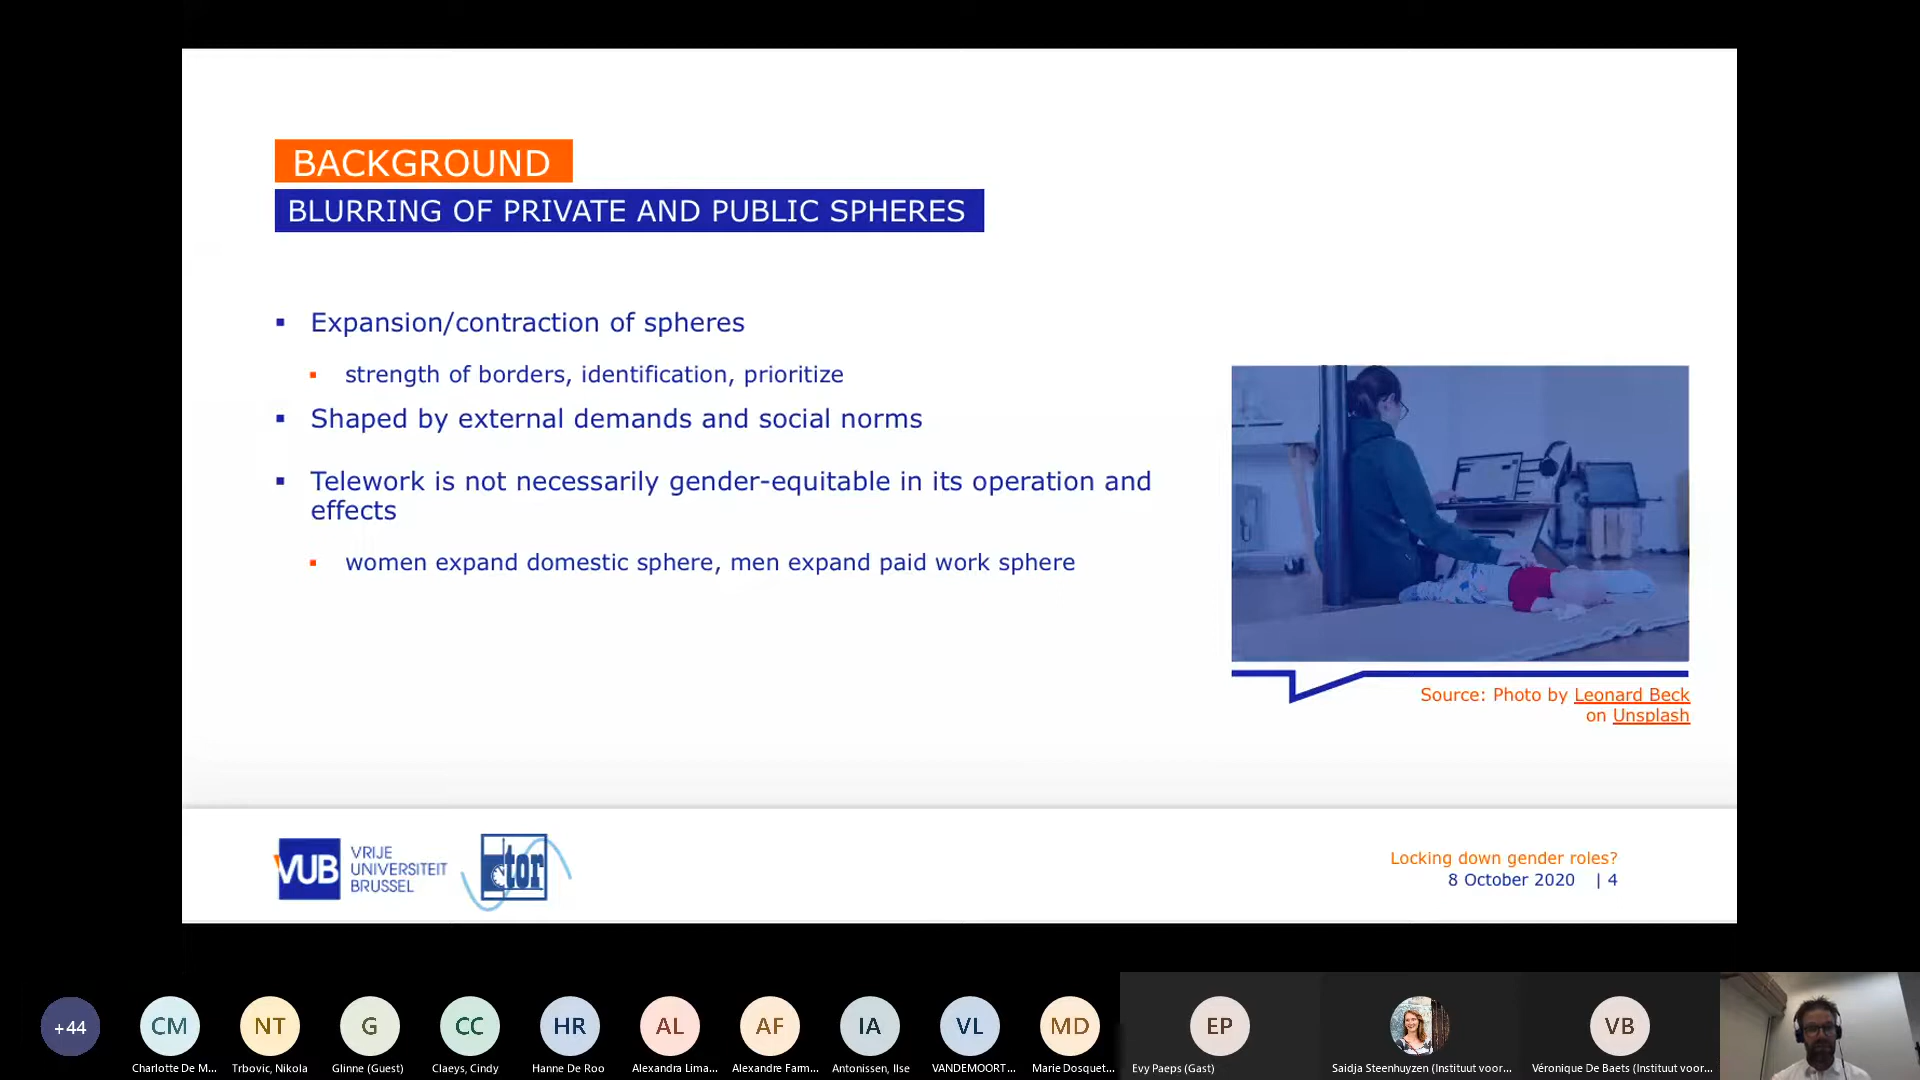 BACKGROUND
BLURRING OF PRIVATE AND PUBLIC SPHERES
▪ Expansion/contraction of spheres
▪ strength of borders, identification, prioritize
▪ Shaped by external demands and social norms
▪ Telework is not necessarily gender-equitable in its operation and
effects
▪ women expand domestic sphere, men expand paid work sphere
Source: Photo by Leonard Beck
on Unsplash
VUB
VRIJE
UNIVERSITEIT
BRUSSEL
tor
Locking down gender roles?
8 October 2020 | 4
+44
CM
NT
G
CC
HR
AL
AF
IA
VL
MD
EP
VB
Charlotte De M...
Trbovic, Nikola
Glinne (Guest)
Claeys, Cindy
Hanne De Roo
Alexandra Lima...
Alexandre Farm...
Antonissen, Ilse
VANDEMOORT...
Marie Dosquet...
Evy Paeps (Gast)
Saidja Steenhuyzen (Instituut voor...
Véronique De Baets (Instituut voor...